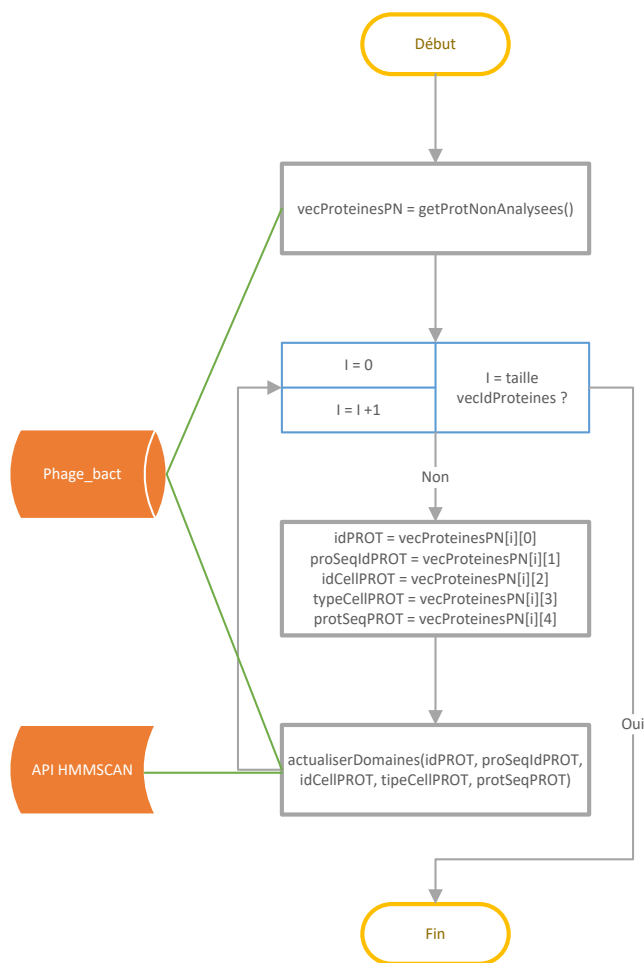 Début
vecProteinesPN = getProtNonAnalysees()
I = 0
I = I +1
I = taille
vecIdProteines ?
Phage_bact
Non
idPROT = vecProteinesPN[i][0]
proSeqIdPROT = vecProteinesPN[i][1]
idCellPROT = vecProteinesPN[i][2]
typeCellPROT = vecProteinesPN[i][3]
protSeqPROT = vecProteinesPN[i][4]
Oui
API HMMSCAN
actualiserDomaines(idPROT, proSeqIdPROT,
idCellPROT, tipeCellPROT, protSeqPROT)
Fin